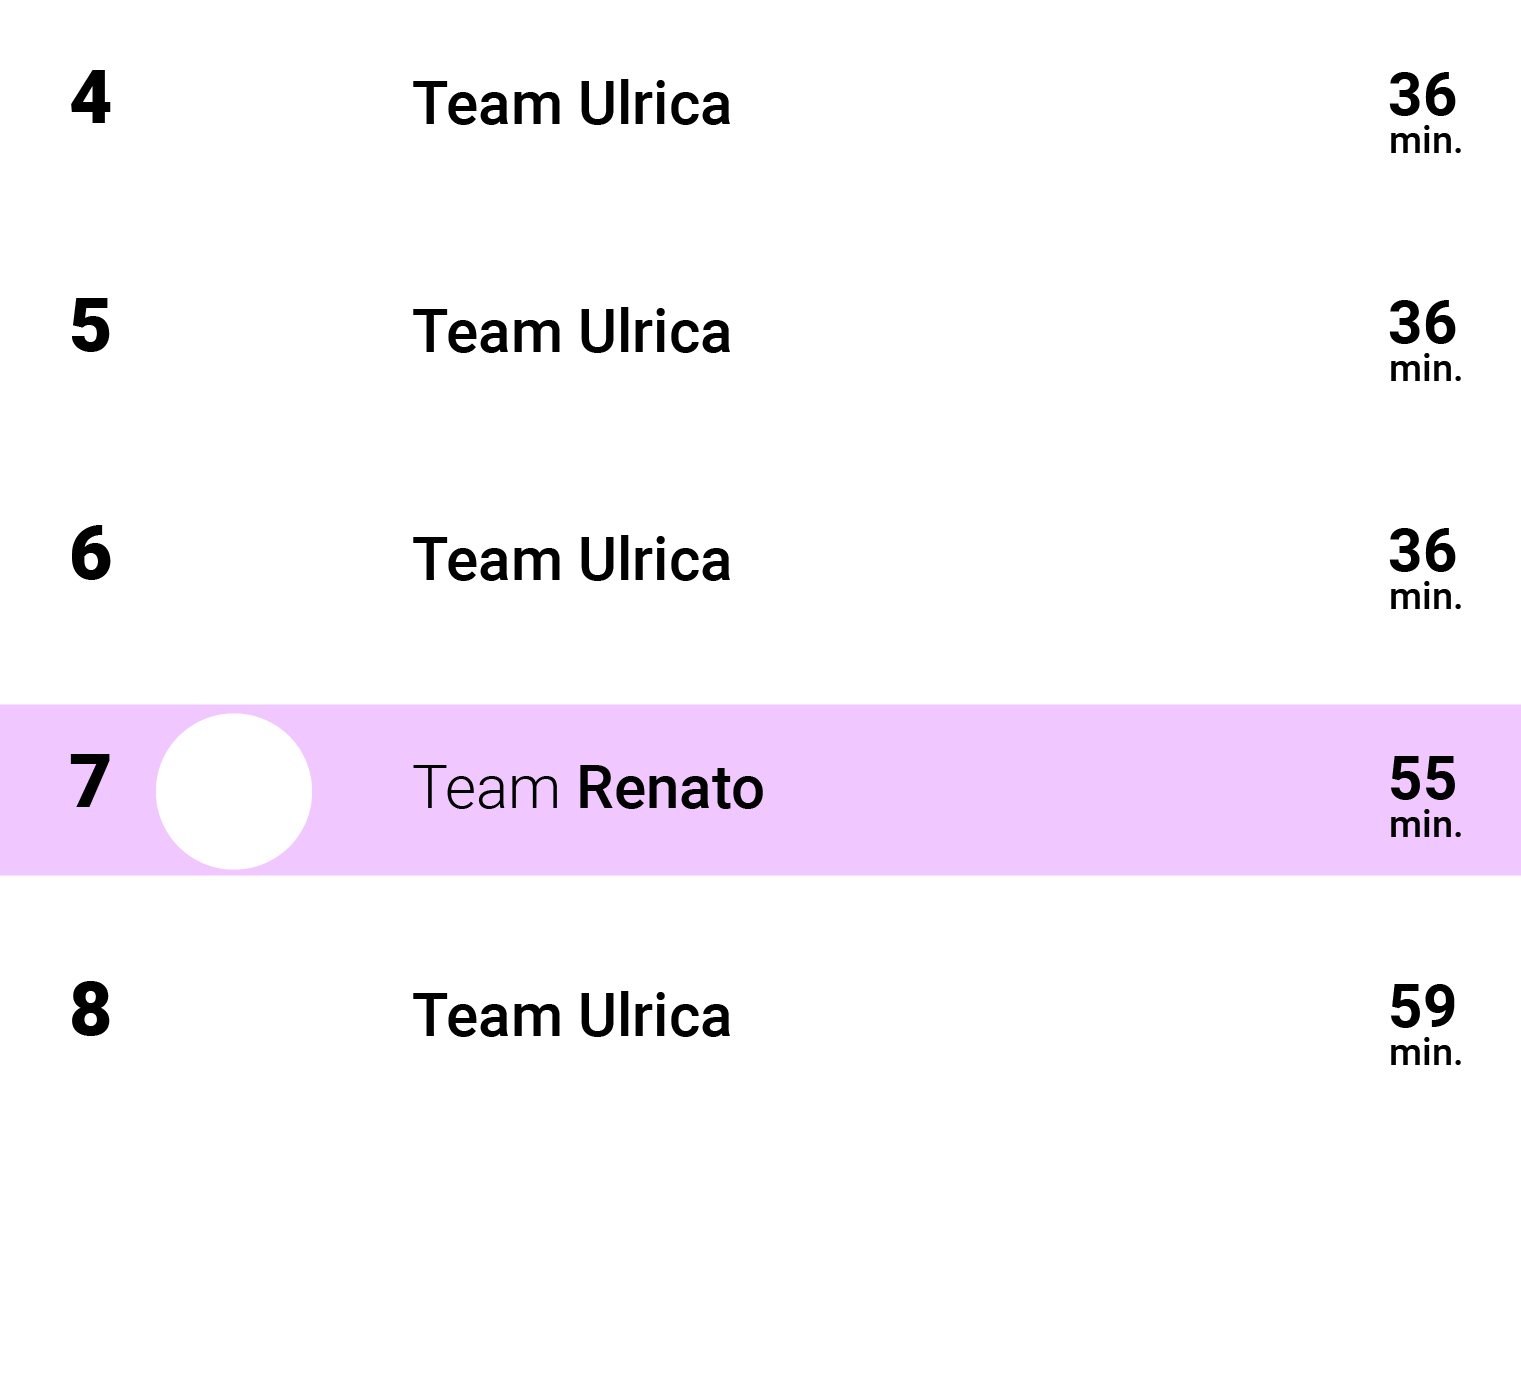 4 Team Ulrica 36
min.
5 Team Ulrica 36
min.
6 Team Ulrica 36
min.
7 Team Renato 55
min.
8 Team Ulrica 59
min.